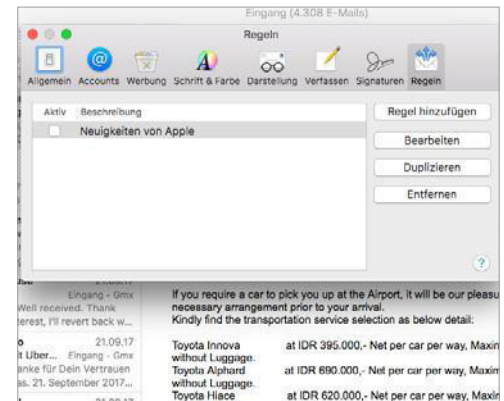 Eingang (4.308 E-Mails)
Regeln
Allgemein Accounts Werbung Schrift & Farbe Darstellung Verfassen Signaturen Regeln
Aktiv Beschreibung
Neuigkeiten von Apple
Regel hinzufügen
Bearbeiten
Duplizieren
Entfernen
?
21.09.17
Eingang - Gmx
Well received. Thank
terest, I'll revert back w...
21.09.17
t Uber... Eingang - Gmx
anke für Dein Vertrauen
as. 21. September 2017...
If you require a car to pick you up at the Airport, it will be our pleasu
necessary arrangement prior to your arrival.
Kindly find the transportation service selection as below detail:
Toyota Innova at IDR 395.000,- Net per car per way, Maxim
without Luggage.
Toyota Alphard at IDR 690.000,- Net per car per way, Maxim
without Luggage.
Toyota Hiace at IDR 620.000,- Net per car per way, Maxim